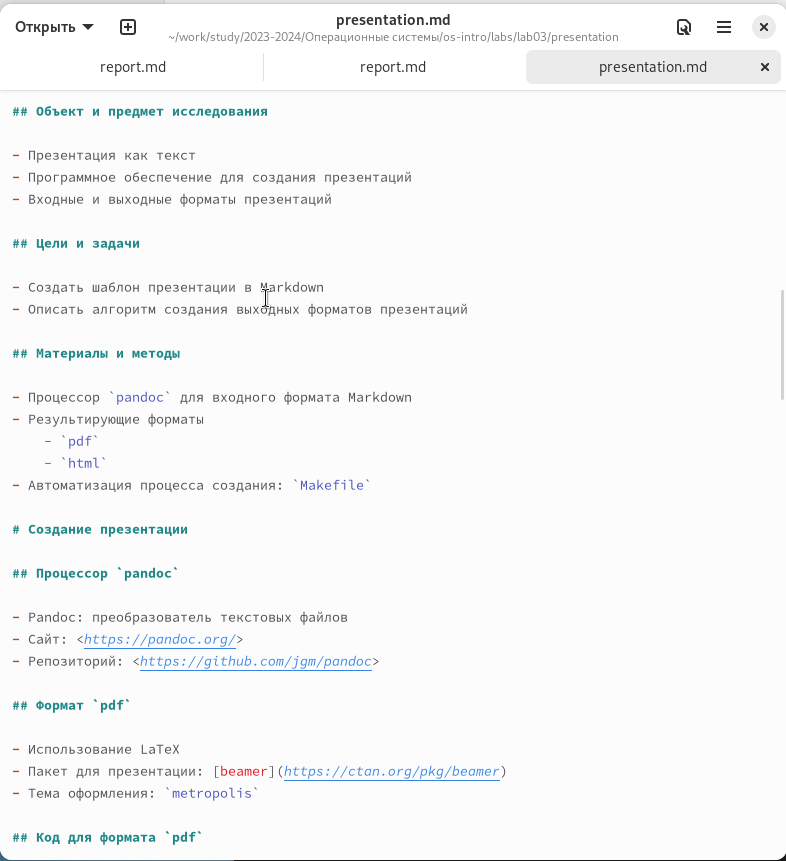 Открыть
presentation.md
~/work/study/2023-2024/Операционные системы/os-intro/labs/lab03/presentation
report.md
report.md
presentation.md
## Объект и предмет исследования
- Презентация как текст
- Программное обеспечение для создания презентаций
- Входные и выходные форматы презентаций
## Цели и задачи
- Создать шаблон презентации в Markdown
- Описать алгоритм создания выходных форматов презентаций
## Материалы и методы
- Процессор `pandoc` для входного формата Markdown
- Результирующие форматы
- `pdf`
- `html`
- Автоматизация процесса создания: `Makefile`
# Создание презентации
## Процессор `pandoc`
- Pandoc: преобразователь текстовых файлов
- Сайт: <https://pandoc.org/>
- Репозиторий: <https://github.com/jgm/pandoc>
## Формат `pdf`
- Использование LaTeX
- Пакет для презентации: [beamer](https://ctan.org/pkg/beamer)
- Тема оформления: `metropolis`
## Код для формата `pdf`